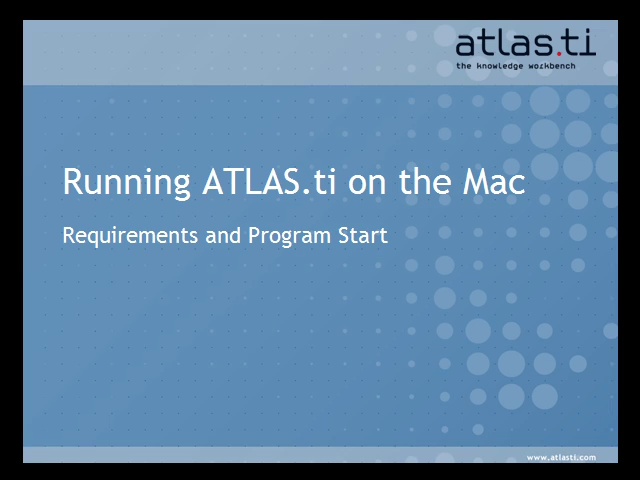 atlas.ti
the knowledge workbench
Running ATLAS.ti on the Mac
Requirements and Program Start
www.atlasti.com